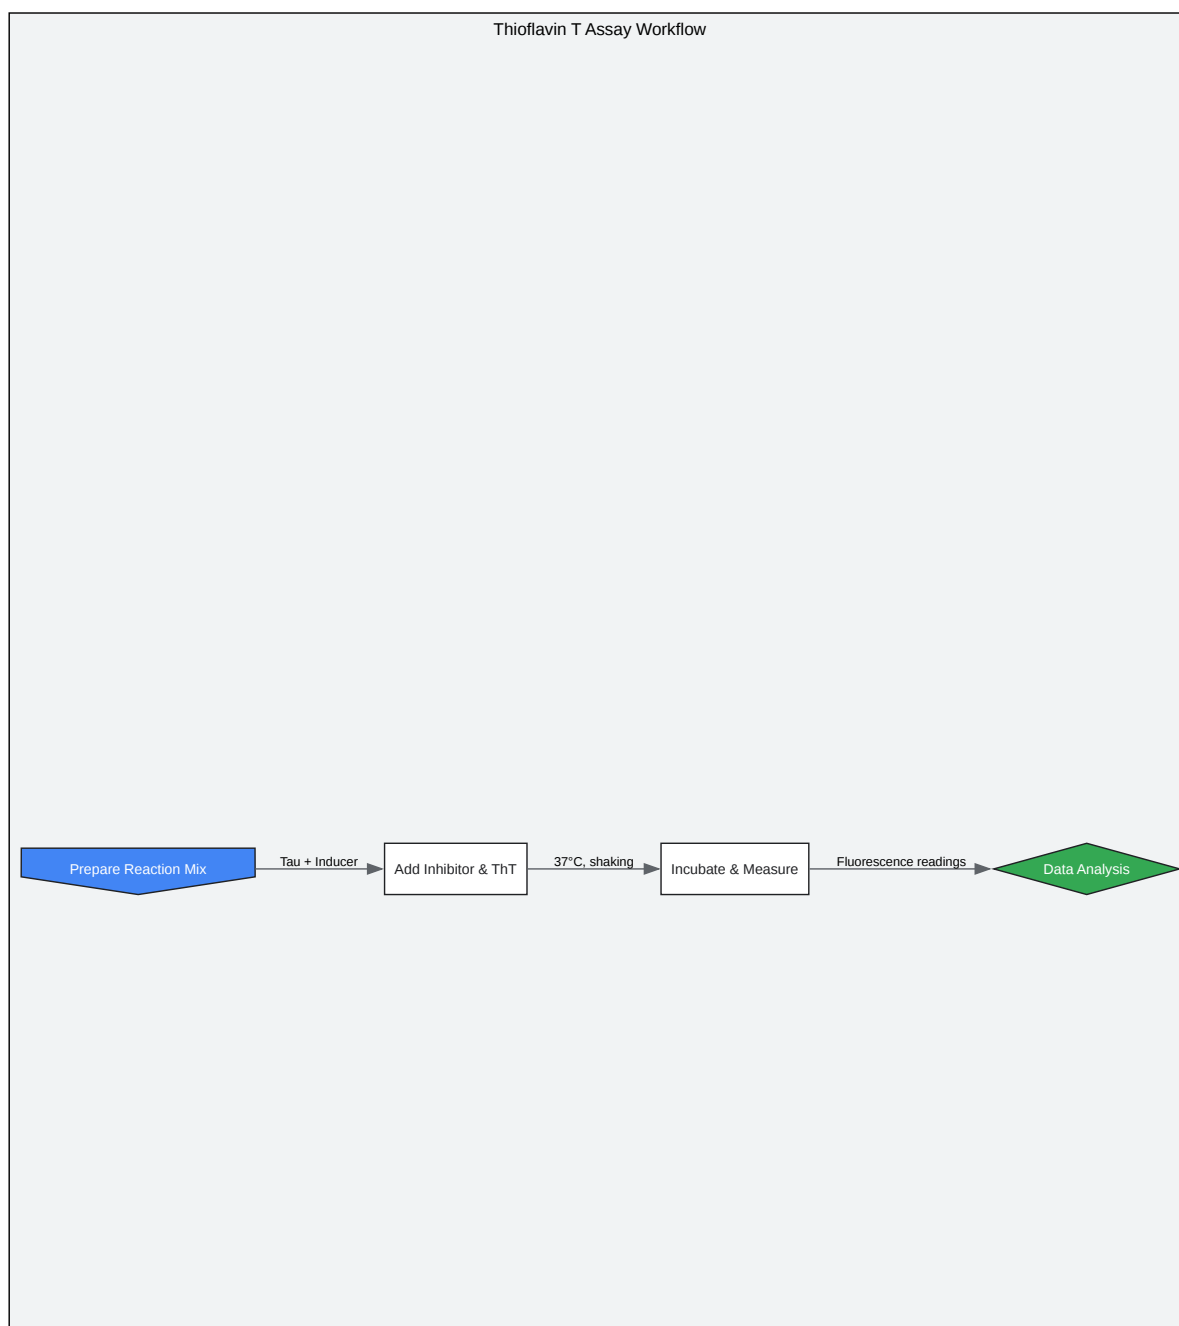 Thioflavin T Assay Workflow
Prepare Reaction Mix
Tau + Inducer
Add Inhibitor & ThT
37°C, shaking
Incubate & Measure
Fluorescence readings
Data Analysis